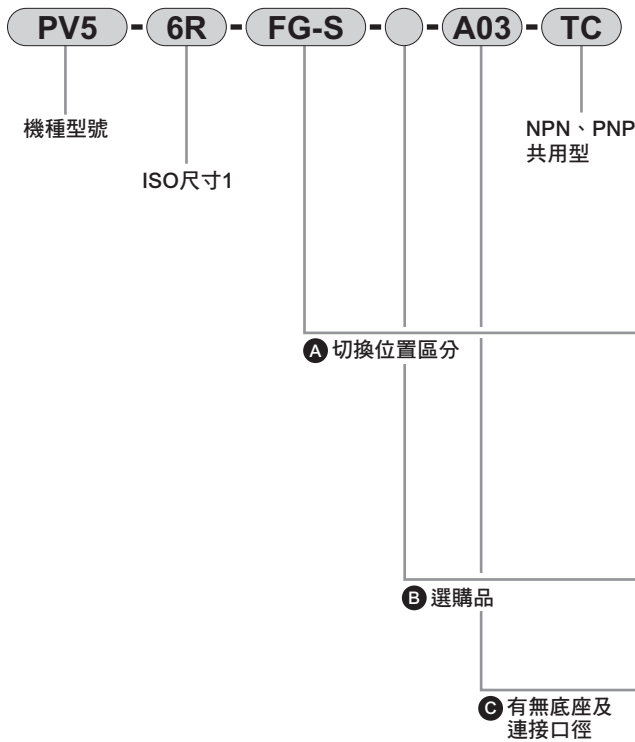 PV5-6R-FG-S- -A03-TC
機種型號
NPN、PNP
共用型
ISO尺寸1
A 切換位置區分
B 選購品
C 有無底座及
連接口徑